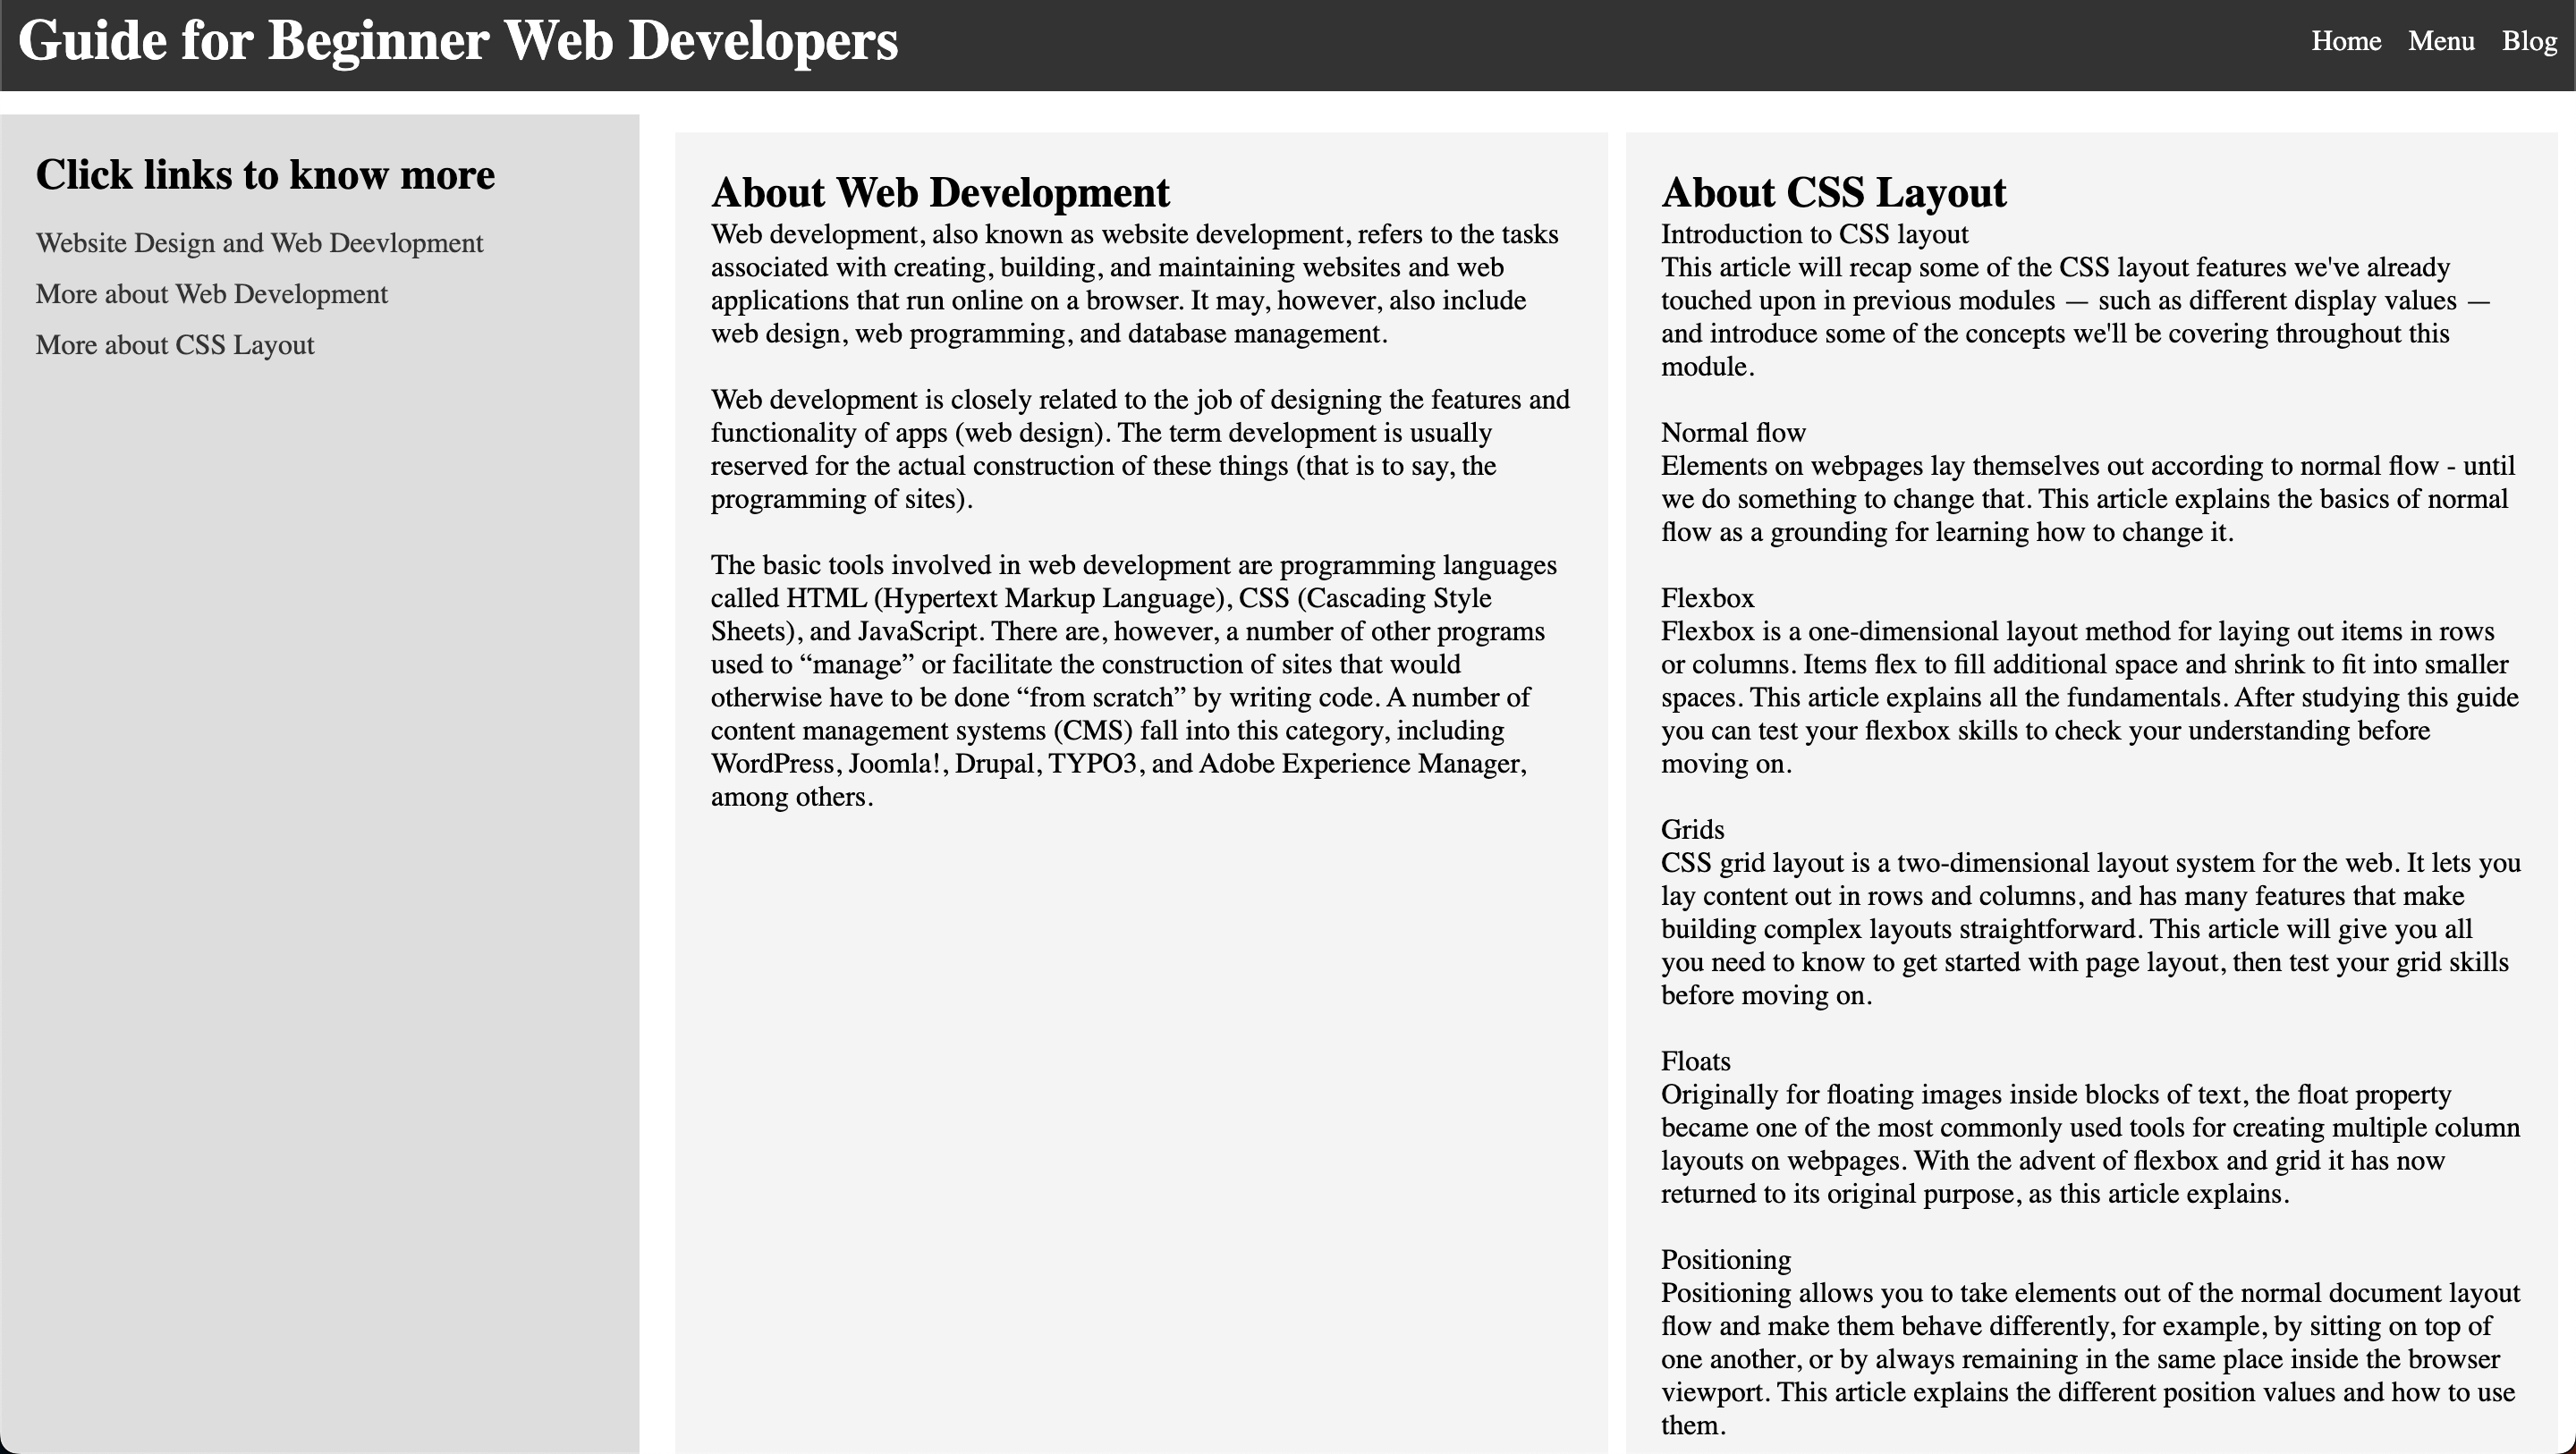 Guide for Beginner Web Developers
Home Menu Blog
Click links to know more
Website Design and Web Deevlopment
More about Web Development
More about CSS Layout
About Web Development
Web development, also known as website development, refers to the tasks
associated with creating, building, and maintaining websites and web
applications that run online on a browser. It may, however, also include
web design, web programming, and database management.
Web development is closely related to the job of designing the features and
functionality of apps (web design). The term development is usually
reserved for the actual construction of these things (that is to say, the
programming of sites).
The basic tools involved in web development are programming languages
called HTML (Hypertext Markup Language), CSS (Cascading Style
Sheets), and JavaScript. There are, however, a number of other programs
used to “manage” or facilitate the construction of sites that would
otherwise have to be done “from scratch” by writing code. A number of
content management systems (CMS) fall into this category, including
WordPress, Joomla!, Drupal, TYPO3, and Adobe Experience Manager,
among others.
About CSS Layout
Introduction to CSS layout
This article will recap some of the CSS layout features we've already
touched upon in previous modules — such as different display values —
and introduce some of the concepts we'll be covering throughout this
module.
Normal flow
Elements on webpages lay themselves out according to normal flow - until
we do something to change that. This article explains the basics of normal
flow as a grounding for learning how to change it.
Flexbox
Flexbox is a one-dimensional layout method for laying out items in rows
or columns. Items flex to fill additional space and shrink to fit into smaller
spaces. This article explains all the fundamentals. After studying this guide
you can test your flexbox skills to check your understanding before
moving on.
Grids
CSS grid layout is a two-dimensional layout system for the web. It lets you
lay content out in rows and columns, and has many features that make
building complex layouts straightforward. This article will give you all
you need to know to get started with page layout, then test your grid skills
before moving on.
Floats
Originally for floating images inside blocks of text, the float property
became one of the most commonly used tools for creating multiple column
layouts on webpages. With the advent of flexbox and grid it has now
returned to its original purpose, as this article explains.
Positioning
Positioning allows you to take elements out of the normal document layout
flow and make them behave differently, for example, by sitting on top of
one another, or by always remaining in the same place inside the browser
viewport. This article explains the different position values and how to use
them.